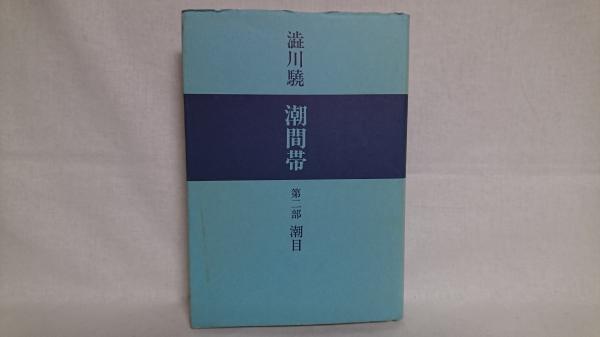 澁川驍
潮間帯
第二部 潮目